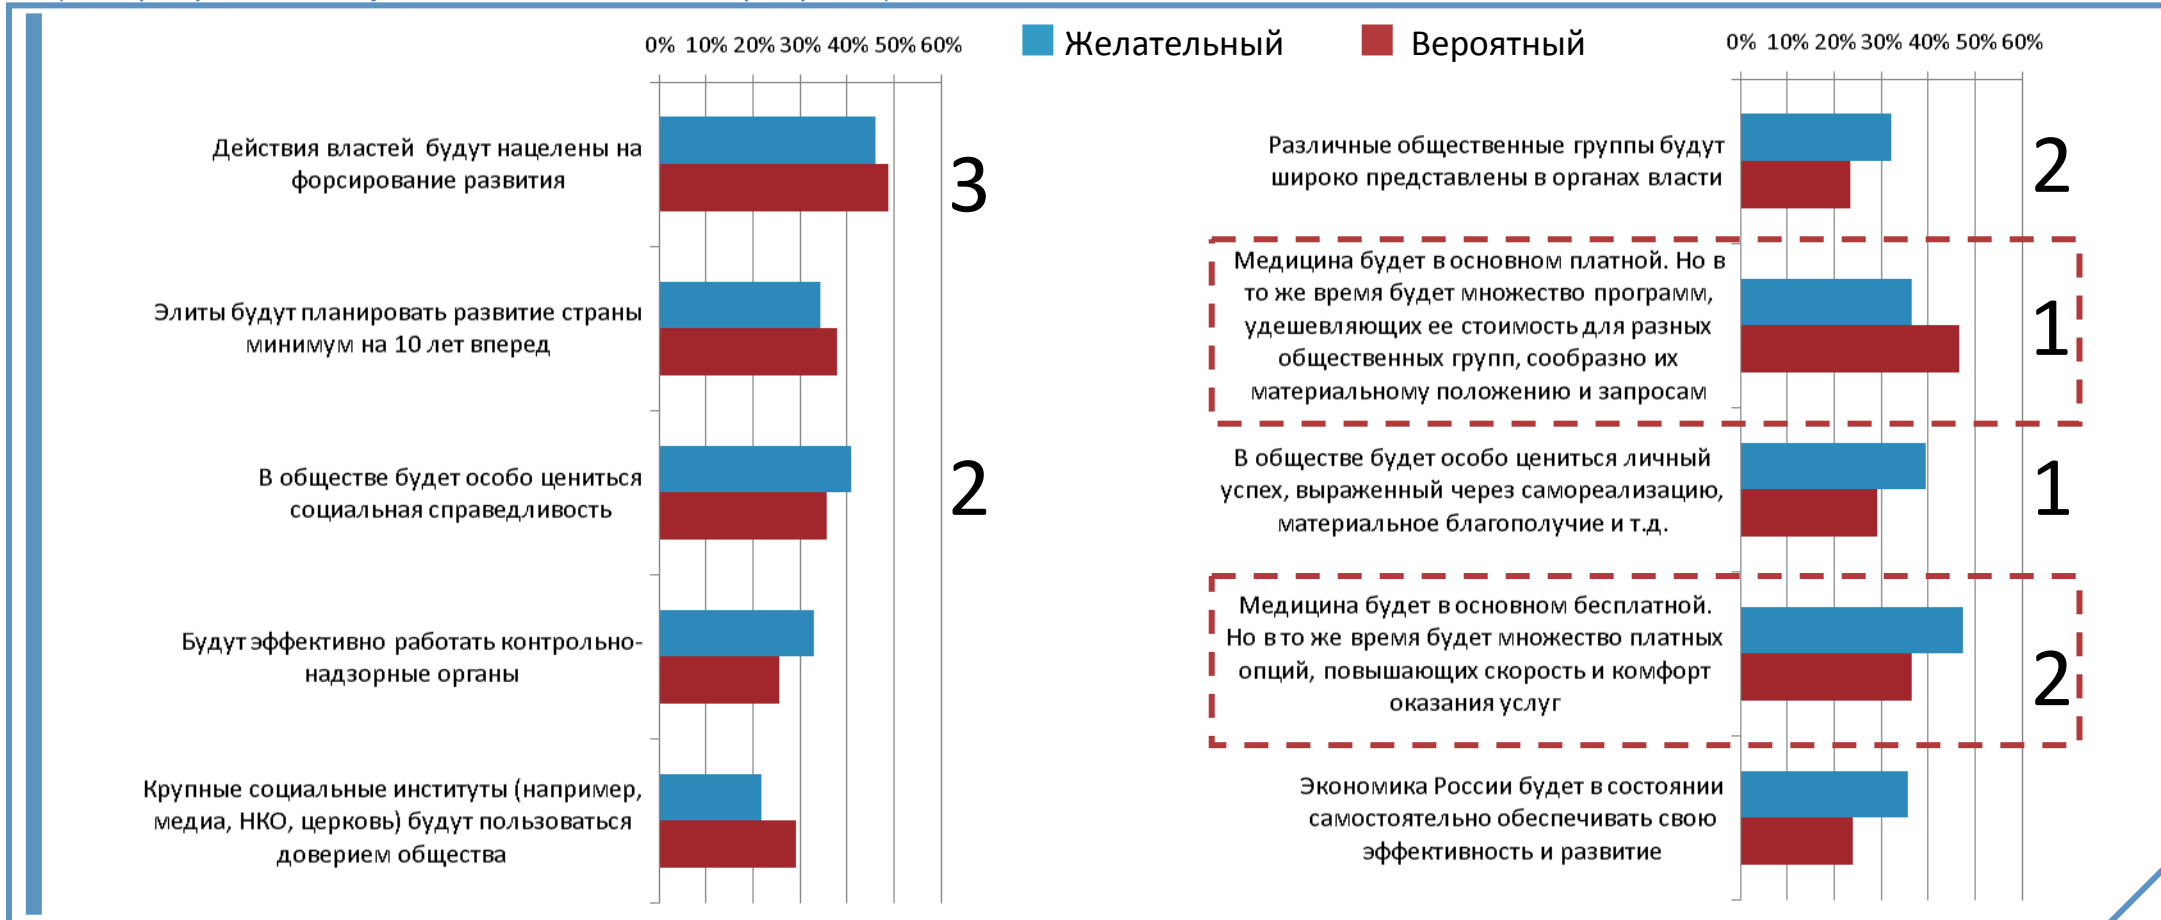 0% 10% 20% 30% 40% 50% 60%
Желательный
Вероятный
0% 10% 20% 30% 40% 50% 60%
Действия властей будут нацелены на
форсирование развития
3
Элиты будут планировать развитие страны
минимум на 10 лет вперед
В обществе будет особо цениться
социальная справедливость
2
Будут эффективно работать контрольно-
надзорные органы
Крупные социальные институты (например,
медиа, НКО, церковь) будут пользоваться
доверием общества
Различные общественные группы будут
широко представлены в органах власти
2
Медицина будет в основном платной. Но в
то же время будет множество программ,
удешевляющих ее стоимость для разных
общественных групп, сообразно их
материальному положению и запросам
1
В обществе будет особо цениться личный
успех, выраженный через самореализацию,
материальное благополучие и т.д.
1
Медицина будет в основном бесплатной.
Но в то же время будет множество платных
опций, повышающих скорость и комфорт
оказания услуг
2
Экономика России будет в состоянии
самостоятельно обеспечивать свою
эффективность и развитие